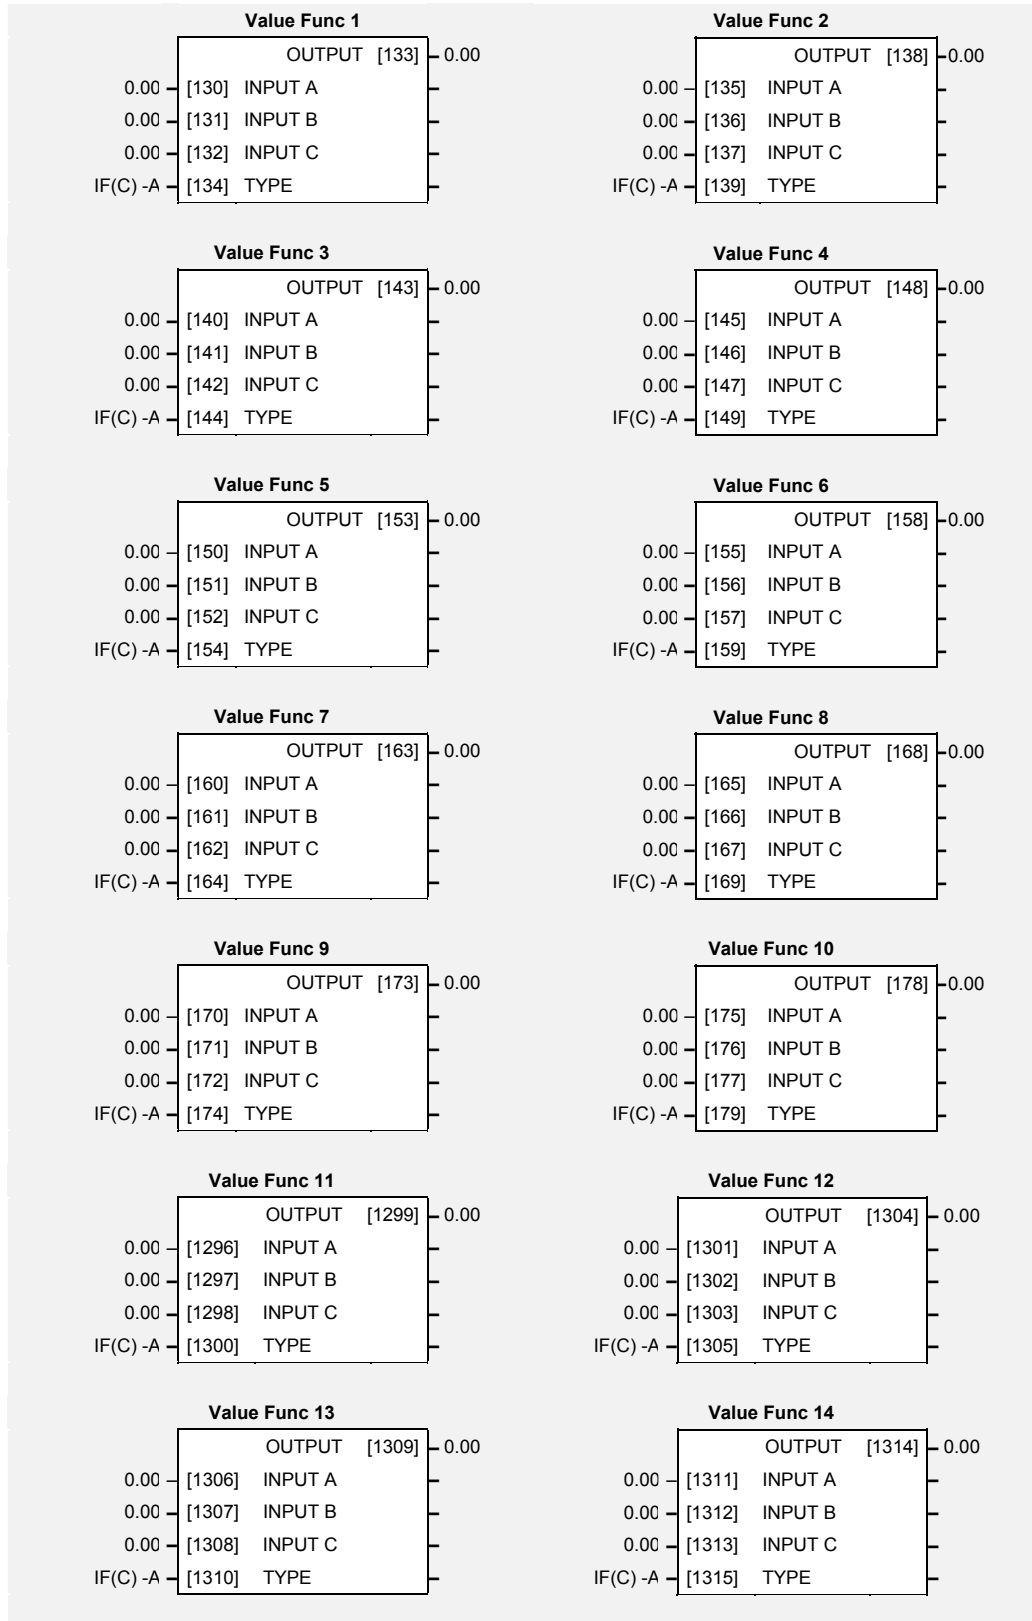 Value Func 1
OUTPUT [133] 0.00
0.00 [130] INPUT A
0.00 [131] INPUT B
0.00 [132] INPUT C
IF(C) -A [134] TYPE
Value Func 2
OUTPUT [138] 0.00
0.00 [135] INPUT A
0.00 [136] INPUT B
0.00 [137] INPUT C
IF(C) -A [139] TYPE
Value Func 3
OUTPUT [143] 0.00
0.00 [140] INPUT A
0.00 [141] INPUT B
0.00 [142] INPUT C
IF(C) -A [144] TYPE
Value Func 4
OUTPUT [148] 0.00
0.00 [145] INPUT A
0.00 [146] INPUT B
0.00 [147] INPUT C
IF(C) -A [149] TYPE
Value Func 5
OUTPUT [153] 0.00
0.00 [150] INPUT A
0.00 [151] INPUT B
0.00 [152] INPUT C
IF(C) -A [154] TYPE
Value Func 6
OUTPUT [158] 0.00
0.00 [155] INPUT A
0.00 [156] INPUT B
0.00 [157] INPUT C
IF(C) -A [159] TYPE
Value Func 7
OUTPUT [163] 0.00
0.00 [160] INPUT A
0.00 [161] INPUT B
0.00 [162] INPUT C
IF(C) -A [164] TYPE
Value Func 8
OUTPUT [168] 0.00
0.00 [165] INPUT A
0.00 [166] INPUT B
0.00 [167] INPUT C
IF(C) -A [169] TYPE
Value Func 9
OUTPUT [173] 0.00
0.00 [170] INPUT A
0.00 [171] INPUT B
0.00 [172] INPUT C
IF(C) -A [174] TYPE
Value Func 10
OUTPUT [178] 0.00
0.00 [175] INPUT A
0.00 [176] INPUT B
0.00 [177] INPUT C
IF(C) -A [179] TYPE
Value Func 11
OUTPUT [1299] 0.00
0.00 [1296] INPUT A
0.00 [1297] INPUT B
0.00 [1298] INPUT C
IF(C) -A [1300] TYPE
Value Func 12
OUTPUT [1304] 0.00
0.00 [1301] INPUT A
0.00 [1302] INPUT B
0.00 [1303] INPUT C
IF(C) -A [1305] TYPE
Value Func 13
OUTPUT [1309] 0.00
0.00 [1306] INPUT A
0.00 [1307] INPUT B
0.00 [1308] INPUT C
IF(C) -A [1310] TYPE
Value Func 14
OUTPUT [1314] 0.00
0.00 [1311] INPUT A
0.00 [1312] INPUT B
0.00 [1313] INPUT C
IF(C) -A [1315] TYPE